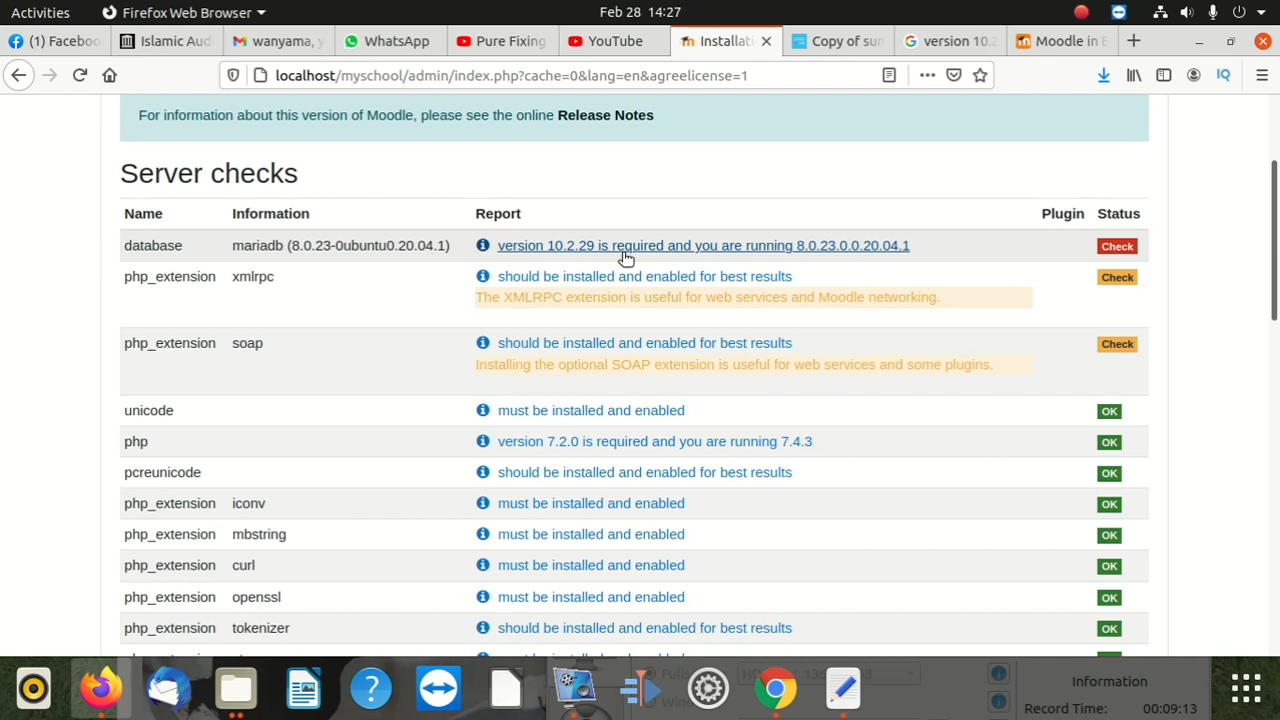 Activities
Firefox Web Browser
Feb 28 14:27
(1) Faceboo
Islamic Aud
wanyama, y
WhatsApp
Pure Fixing
YouTube
Installati
Copy of sur
version 10.2
Moodle in E
localhost/myschool/admin/index.php?cache=0&lang=en&agreelicense=1
IQ
For information about this version of Moodle, please see the online Release Notes
Server checks
Name Information Report Plugin Status
database mariadb (8.0.23-0ubuntu0.20.04.1) version 10.2.29 is required and you are running 8.0.23.0.0.20.04.1 Check
php_extension xmlrpc should be installed and enabled for best results Check
The XMLRPC extension is useful for web services and Moodle networking.
php_extension soap should be installed and enabled for best results Check
Installing the optional SOAP extension is useful for web services and some plugins.
unicode must be installed and enabled OK
php version 7.2.0 is required and you are running 7.4.3 OK
pcreunicode should be installed and enabled for best results OK
php_extension iconv must be installed and enabled OK
php_extension mbstring must be installed and enabled OK
php_extension curl must be installed and enabled OK
php_extension openssl must be installed and enabled OK
php_extension tokenizer should be installed and enabled for best results OK
Information
Record Time: 00:09:13